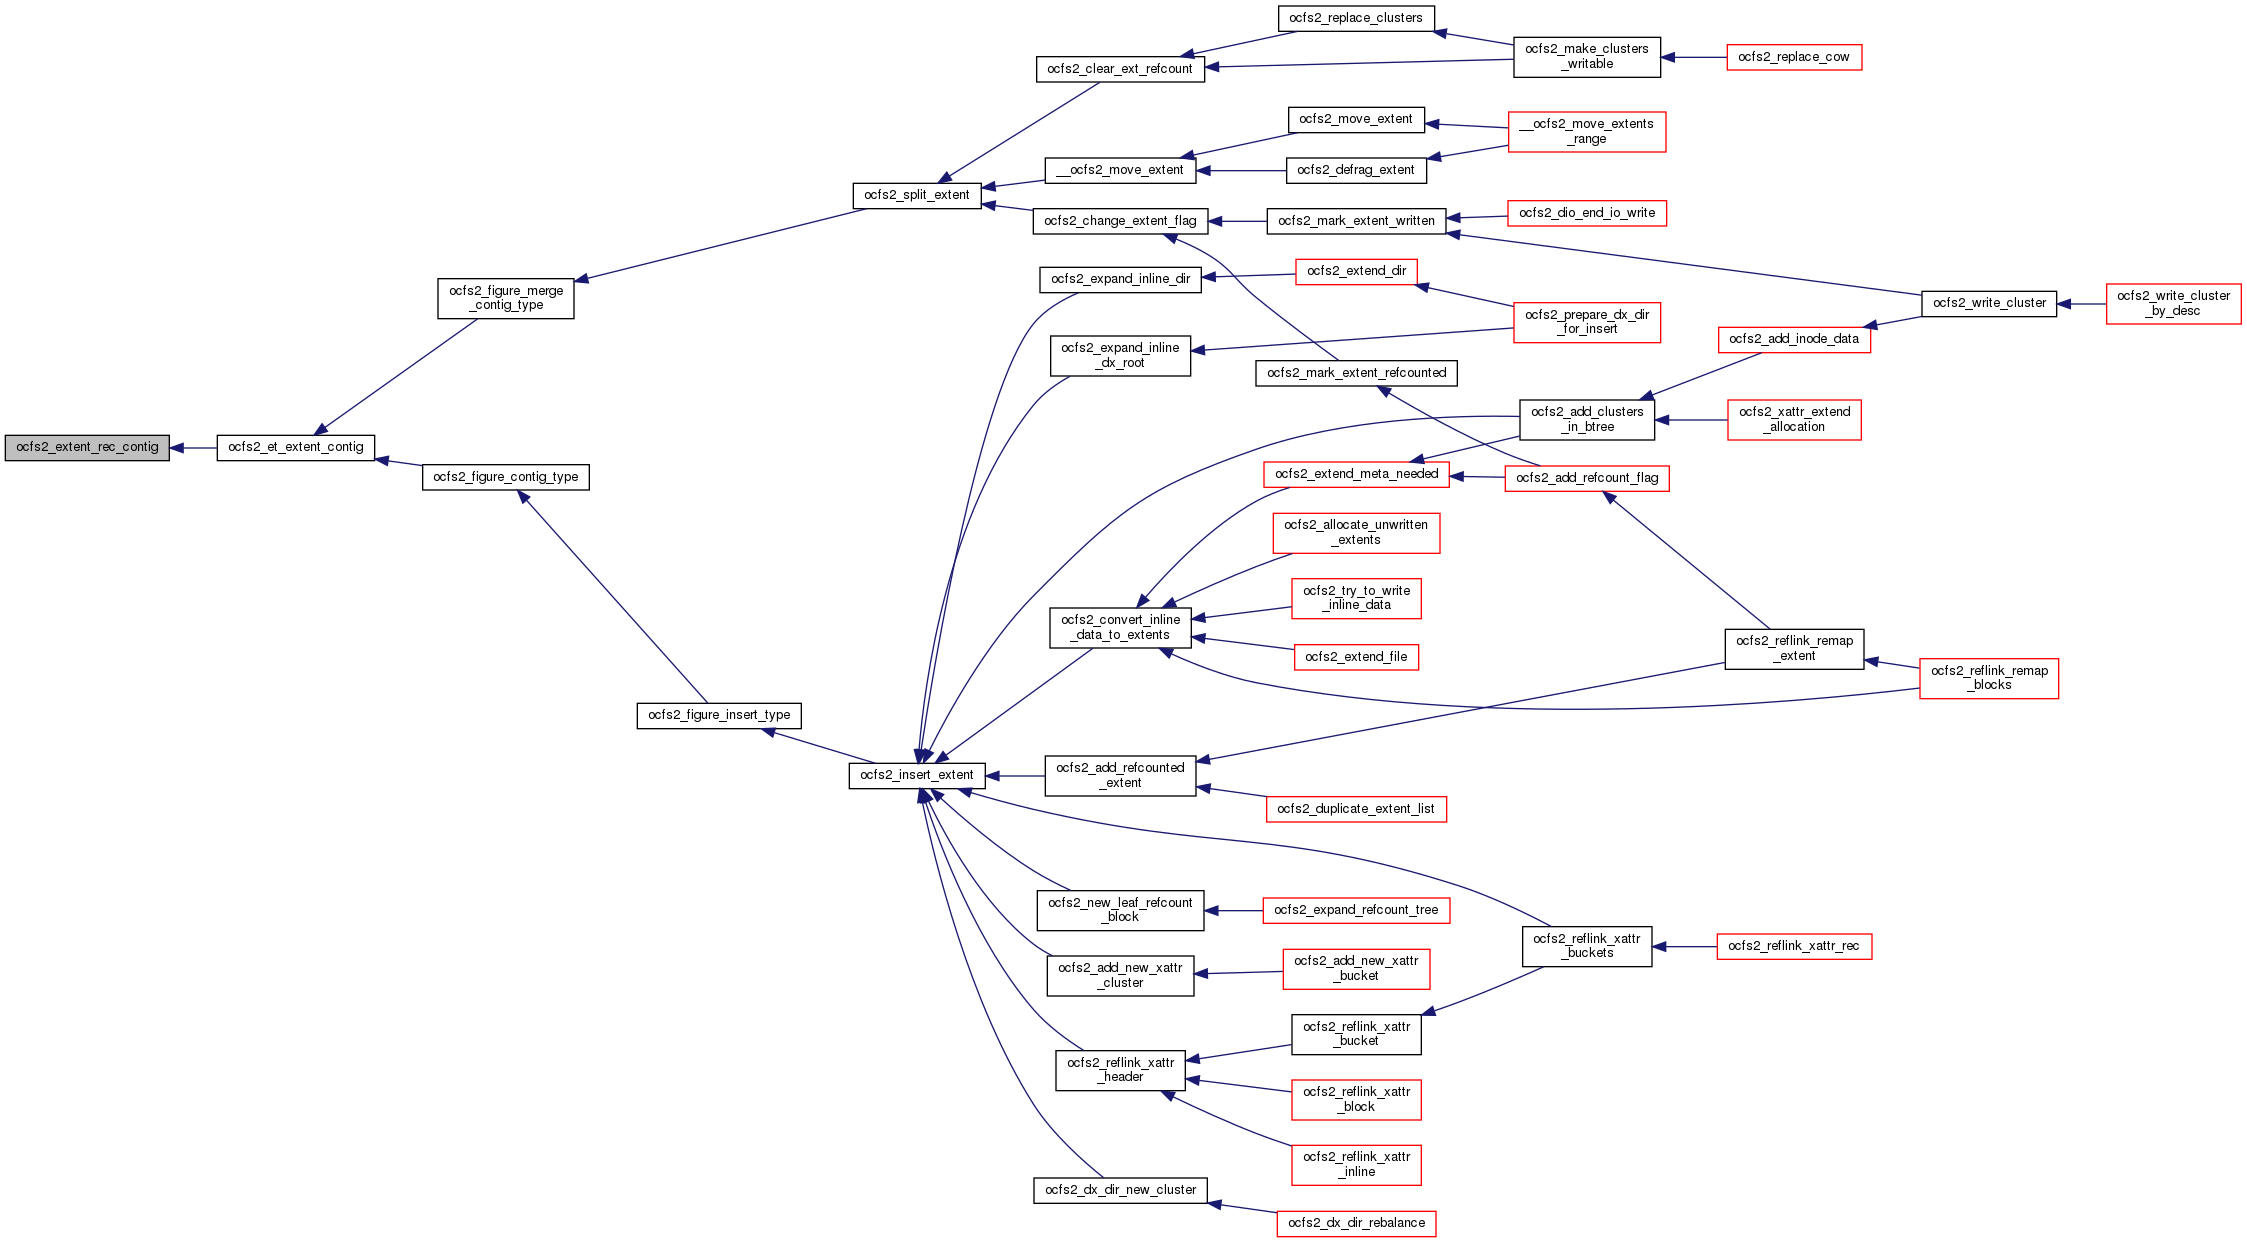 ocfs2_replace_clusters
ocfs2_make_clusters
_writable
ocfs2_replace_cow
ocfs2_clear_ext_refcount
ocfs2_move_extent
__ocfs2_move_extents
_range
__ocfs2_move_extent
ocfs2_defrag_extent
ocfs2_split_extent
ocfs2_change_extent_flag
ocfs2_mark_extent_written
ocfs2_dio_end_io_write
ocfs2_expand_inline_dir
ocfs2_extend_dir
ocfs2_figure_merge
_contig_type
ocfs2_prepare_dx_dir
_for_insert
ocfs2_write_cluster
ocfs2_write_cluster
_by_desc
ocfs2_add_inode_data
ocfs2_expand_inline
_dx_root
ocfs2_mark_extent_refcounted
ocfs2_add_clusters
_in_btree
ocfs2_xattr_extend
_allocation
ocfs2_extent_rec_contig
ocfs2_et_extent_contig
ocfs2_figure_contig_type
ocfs2_extend_meta_needed
ocfs2_add_refcount_flag
ocfs2_allocate_unwritten
_extents
ocfs2_try_to_write
_inline_data
ocfs2_convert_inline
_data_to_extents
ocfs2_extend_file
ocfs2_reflink_remap
_extent
ocfs2_reflink_remap
_blocks
ocfs2_figure_insert_type
ocfs2_insert_extent
ocfs2_add_refcounted
_extent
ocfs2_duplicate_extent_list
ocfs2_new_leaf_refcount
_block
ocfs2_expand_refcount_tree
ocfs2_reflink_xattr
_buckets
ocfs2_reflink_xattr_rec
ocfs2_add_new_xattr
_cluster
ocfs2_add_new_xattr
_bucket
ocfs2_reflink_xattr
_bucket
ocfs2_reflink_xattr
_header
ocfs2_reflink_xattr
_block
ocfs2_reflink_xattr
_inline
ocfs2_dx_dir_new_cluster
ocfs2_dx_dir_rebalance